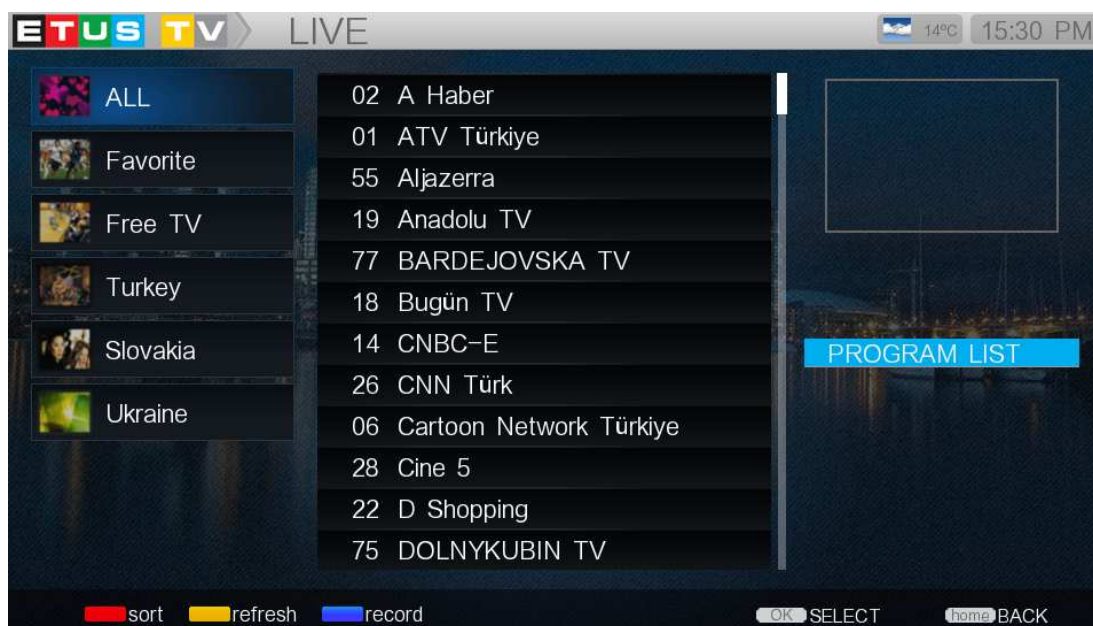 ETUS TV LIVE 14ºC 15:30 PM
ALL
Favorite
Free TV
Turkey
Slovakia
Ukraine
02 A Haber
01 ATV Türkiye
55 Aljazerra
19 Anadolu TV
77 BARDEJOVSKA TV
18 Bugün TV
14 CNBC-E
26 CNN Türk
06 Cartoon Network Türkiye
28 Cine 5
22 D Shopping
75 DOLNYKUBIN TV
PROGRAM LIST
sort refresh record OK SELECT home BACK